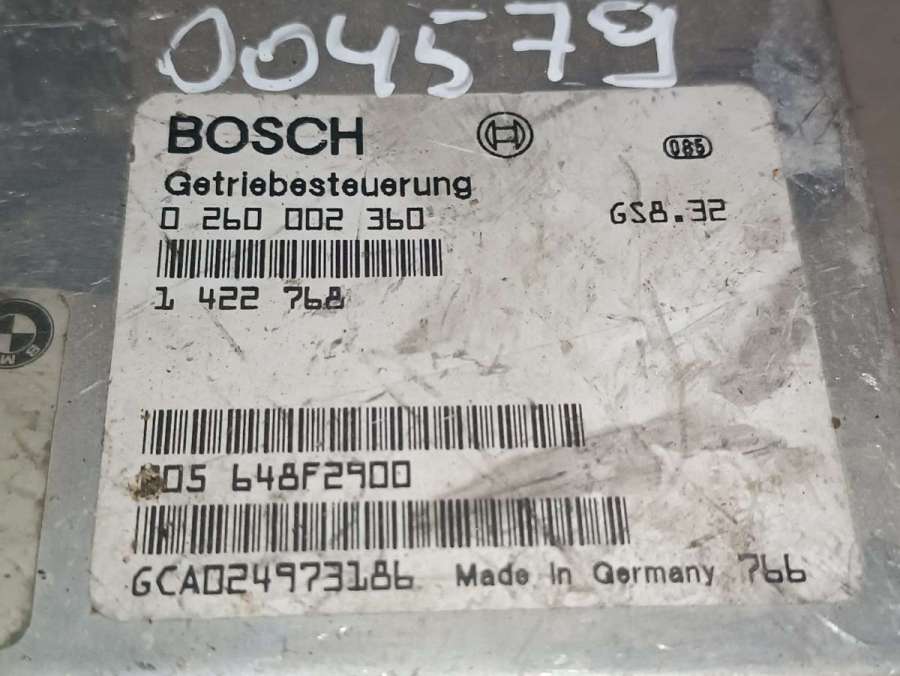 004579
BOSCH
085
Getriebesteuerung
0 260 002 360 GS8.32
1 422 768
05 648F2900
GCA024973186 Made In Germany 766